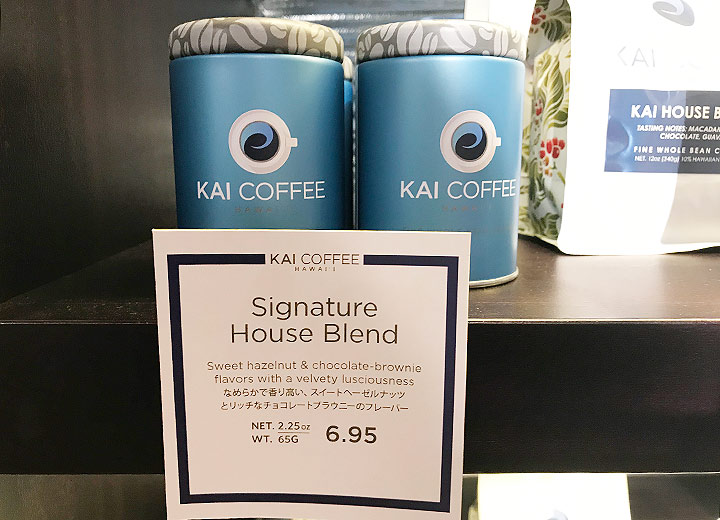 KAI COFFEE
HAWAI'I
KAI COFFEE
HAWAI'I
KAI HOUSE B
TASTING NOTES: MACADAM
CHOCOLATE, GUAV
FINE WHOLE BEAN C
NET. 12oz (340g) 10% HAWAIIAN
KAI COFFEE
HAWAI'I
Signature
House Blend
Sweet hazelnut & chocolate-brownie
flavors with a velvety lusciousness
なめらかで香り高い、スイートヘーゼルナッツ
とリッチなチョコレートブラウニーのフレーバー
NET. 2.25oz
WT. 65G
6.95